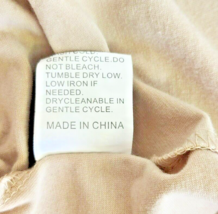 GENTLE CYCLE.DO
NOT BLEACH.
TUMBLE DRY LOW.
LOW IRON IF
NEEDED.
DRYCLEANABLE IN
GENTLE CYCLE.
MADE IN CHINA